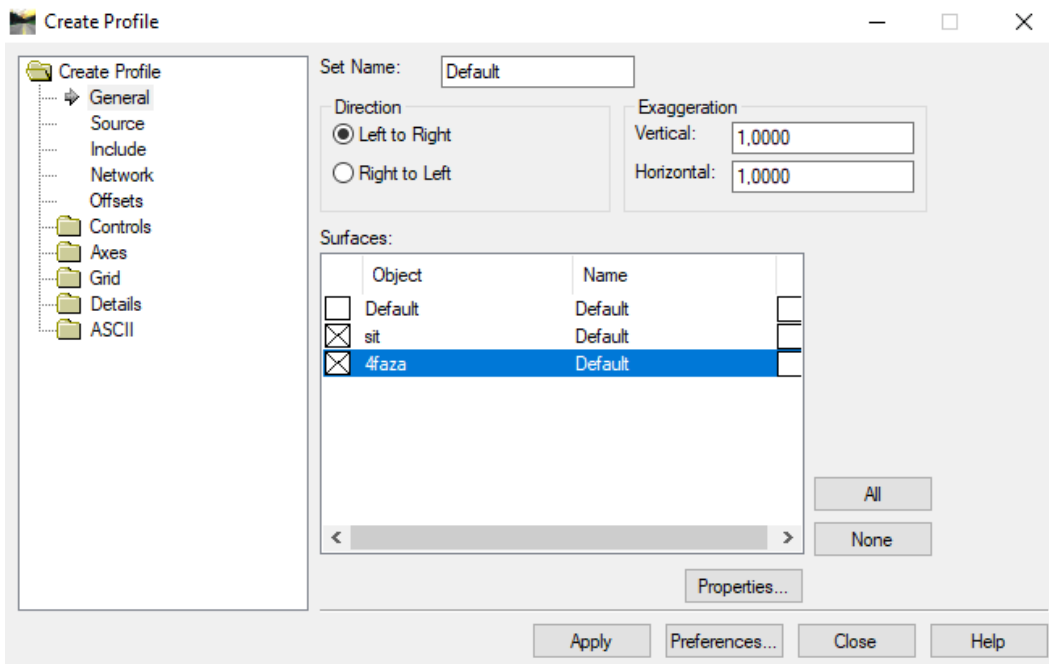 Create Profile
Create Profile
General
Source
Include
Network
Offsets
Controls
Axes
Grid
Details
ASCII
Set Name: Default
Direction
Left to Right
Right to Left
Exaggeration
Vertical: 1,0000
Horizontal: 1,0000
Surfaces:
Object Name
Default Default
sit Default
4faza Default
All
None
Properties...
Apply Preferences... Close Help